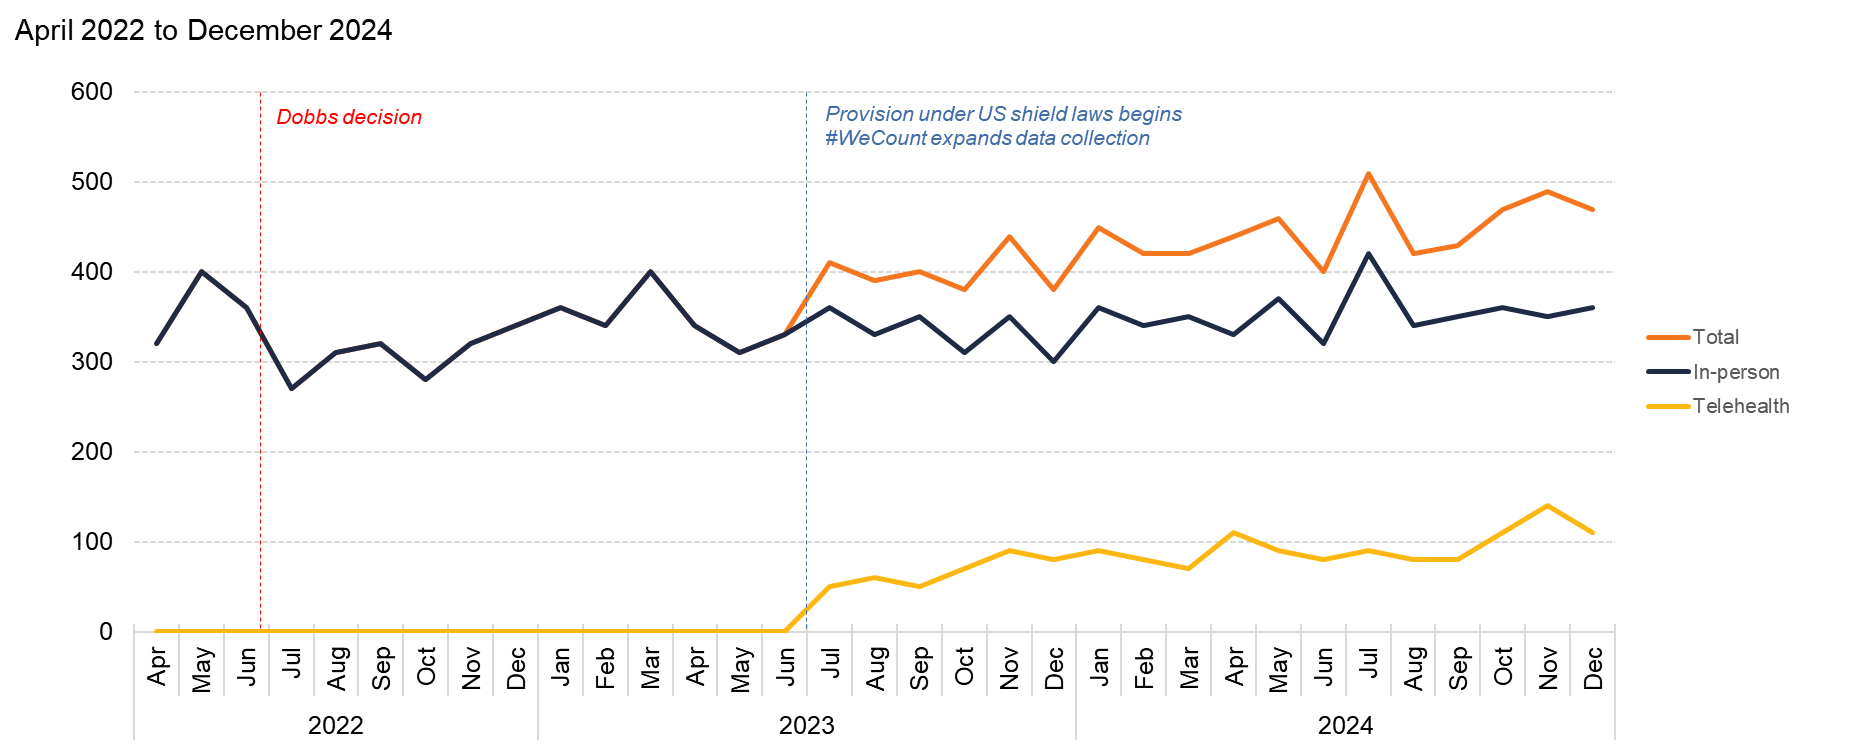 April 2022 to December 2024
600
500
400
300
200
100
0
Dobbs decision
Provision under US shield laws begins
#WeCount expands data collection
Total
In-person
Telehealth
Apr May Jun Jul Aug Sep Oct Nov Dec Jan Feb Mar Apr May Jun Jul Aug Sep Oct Nov Dec Jan Feb Mar Apr May Jun Jul Aug Sep Oct Nov Dec
2022 2023 2024